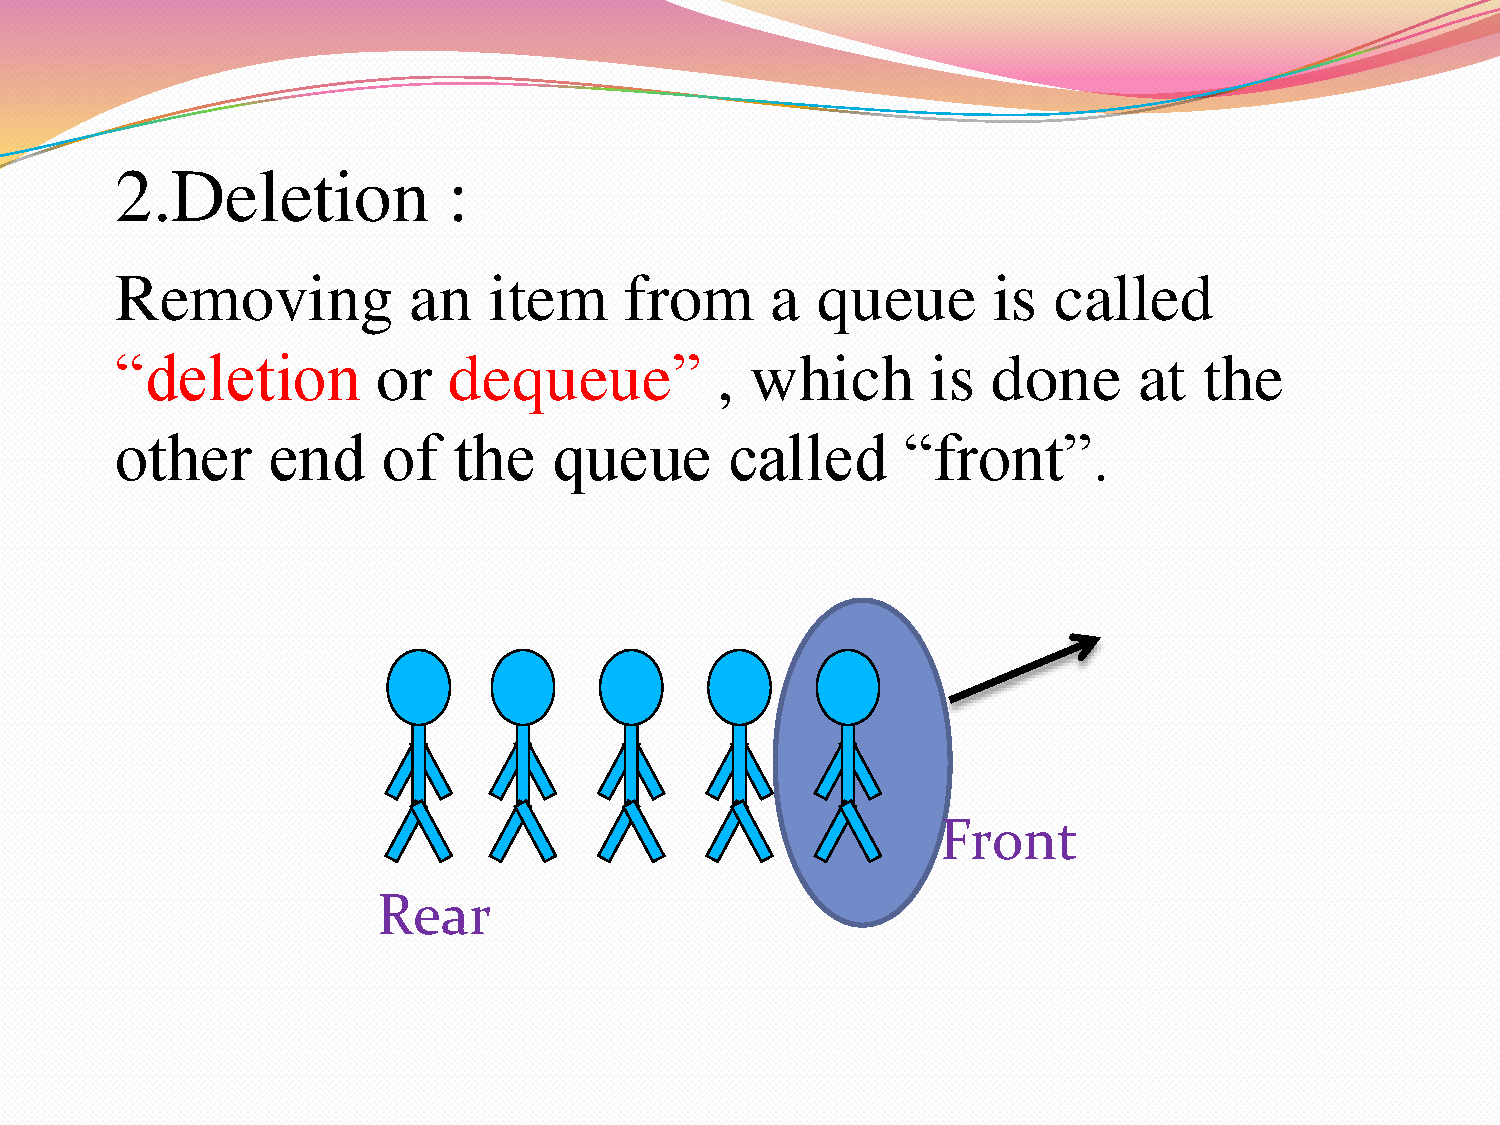 2.Deletion :
Removing an item from a queue is called
“deletion or dequeue” , which is done at the
other end of the queue called “front”.
Front
Rear